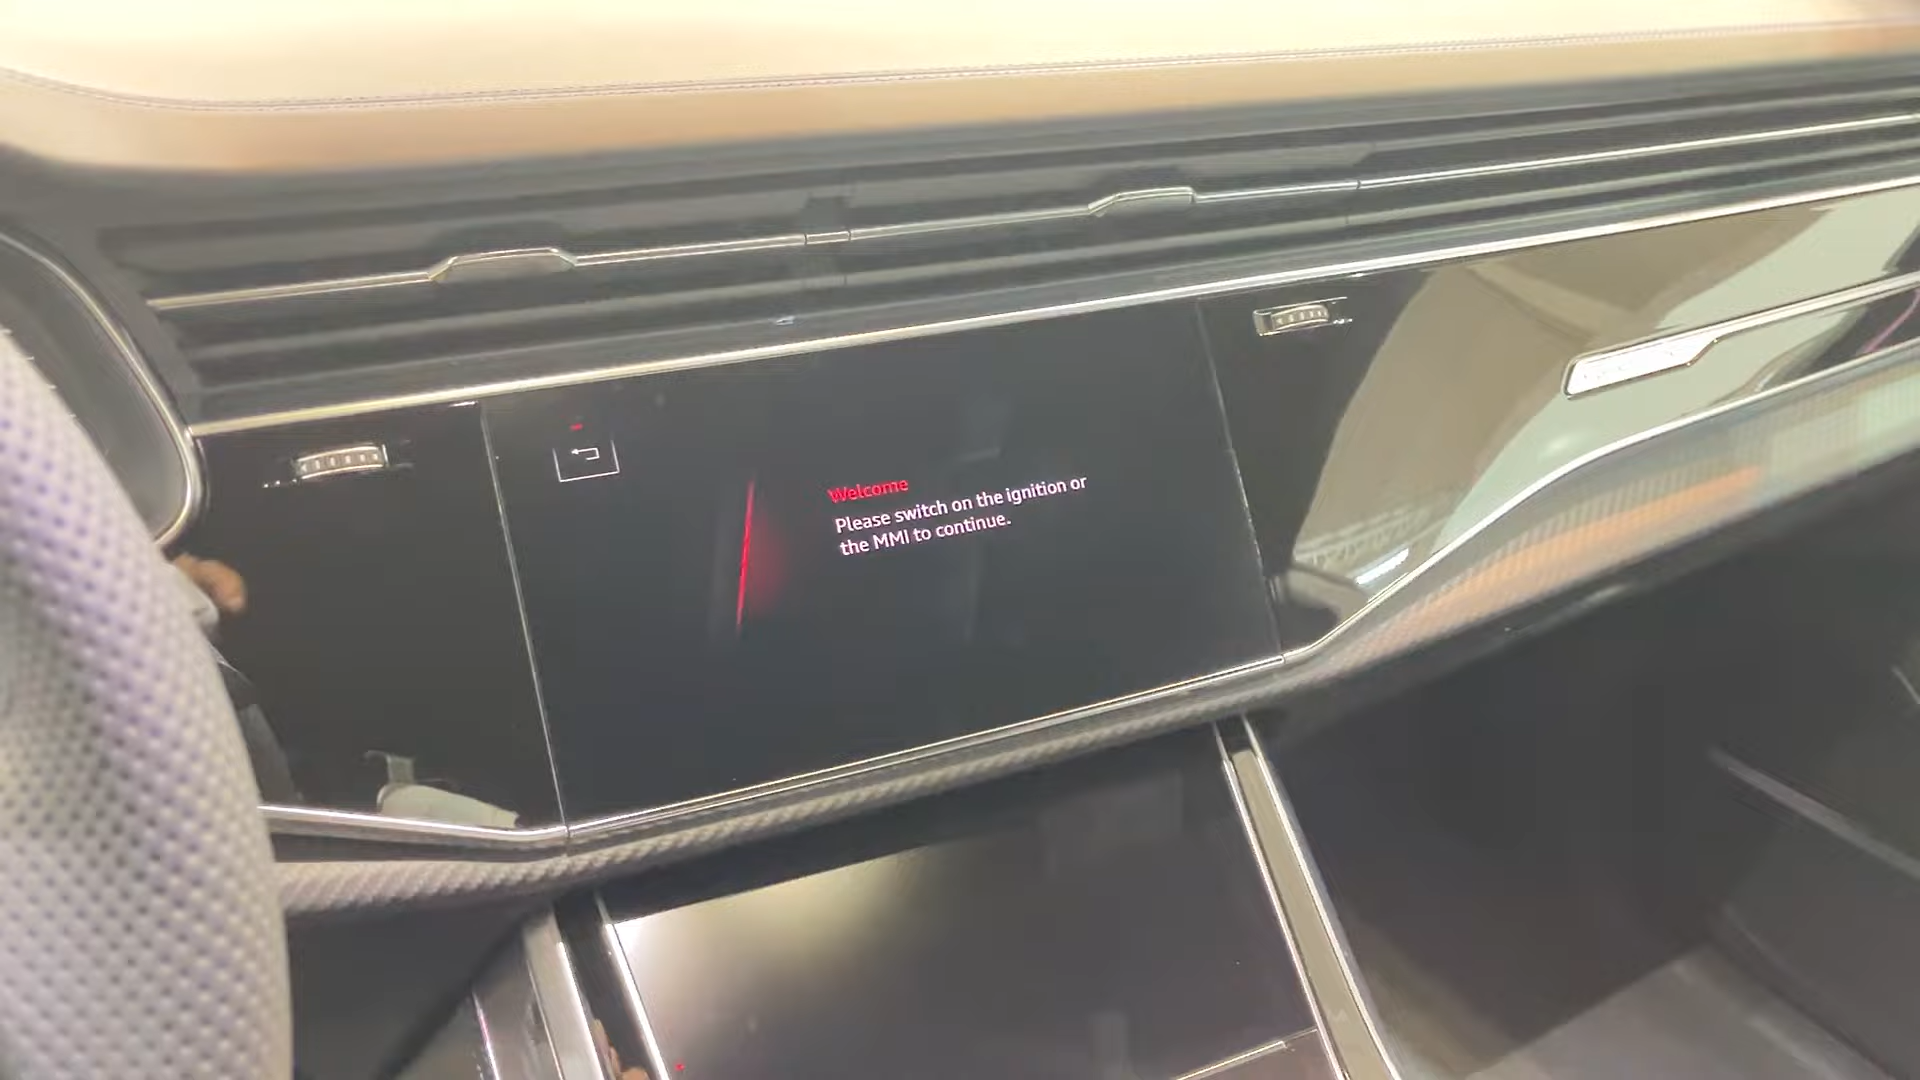 Welcome
Please switch on the ignition or
the MMI to continue.